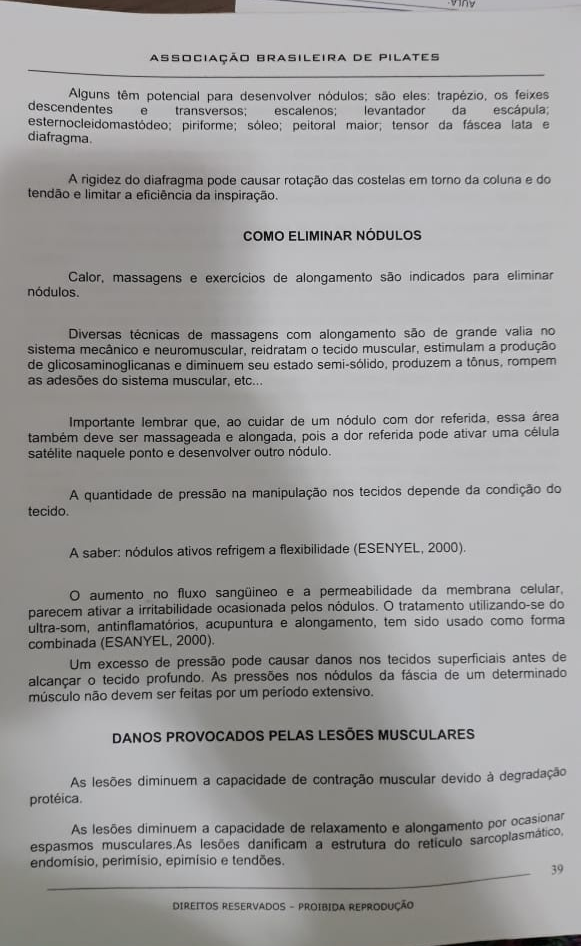 AULA.
ASSOCIAÇÃO BRASILEIRA DE PILATES
Alguns têm potencial para desenvolver nódulos; são eles: trapézio, os feixes
descendentes e transversos; escalenos; levantador da escápula;
esternocleidomastódeo; piriforme; sóleo; peitoral maior; tensor da fáscea lata e
diafragma.
A rigidez do diafragma pode causar rotação das costelas em torno da coluna e do
tendão e limitar a eficiência da inspiração.
COMO ELIMINAR NÓDULOS
Calor, massagens e exercícios de alongamento são indicados para eliminar
nódulos.
Diversas técnicas de massagens com alongamento são de grande valia no
sistema mecânico e neuromuscular, reidratam o tecido muscular, estimulam a produção
de glicosaminoglicanas e diminuem seu estado semi-sólido, produzem a tônus, rompem
as adesões do sistema muscular, etc...
Importante lembrar que, ao cuidar de um nódulo com dor referida, essa área
também deve ser massageada e alongada, pois a dor referida pode ativar uma célula
satélite naquele ponto e desenvolver outro nódulo.
A quantidade de pressão na manipulação nos tecidos depende da condição do
tecido.
A saber: nódulos ativos refrigem a flexibilidade (ESENYEL, 2000).
O aumento no fluxo sangüineo e a permeabilidade da membrana celular,
parecem ativar a irritabilidade ocasionada pelos nódulos. O tratamento utilizando-se do
ultra-som, antinflamatórios, acupuntura e alongamento, tem sido usado como forma
combinada (ESANYEL, 2000).
Um excesso de pressão pode causar danos nos tecidos superficiais antes de
alcançar o tecido profundo. As pressões nos nódulos da fáscia de um determinado
músculo não devem ser feitas por um período extensivo.
DANOS PROVOCADOS PELAS LESÕES MUSCULARES
As lesões diminuem a capacidade de contração muscular devido à degradação
protéica.
As lesões diminuem a capacidade de relaxamento e alongamento por ocasionar
espasmos musculares.As lesões danificam a estrutura do retículo sarcoplasmático,
endomísio, perimísio, epimísio e tendões.
39
DIREITOS RESERVADOS - PROIBIDA REPRODUÇÃO